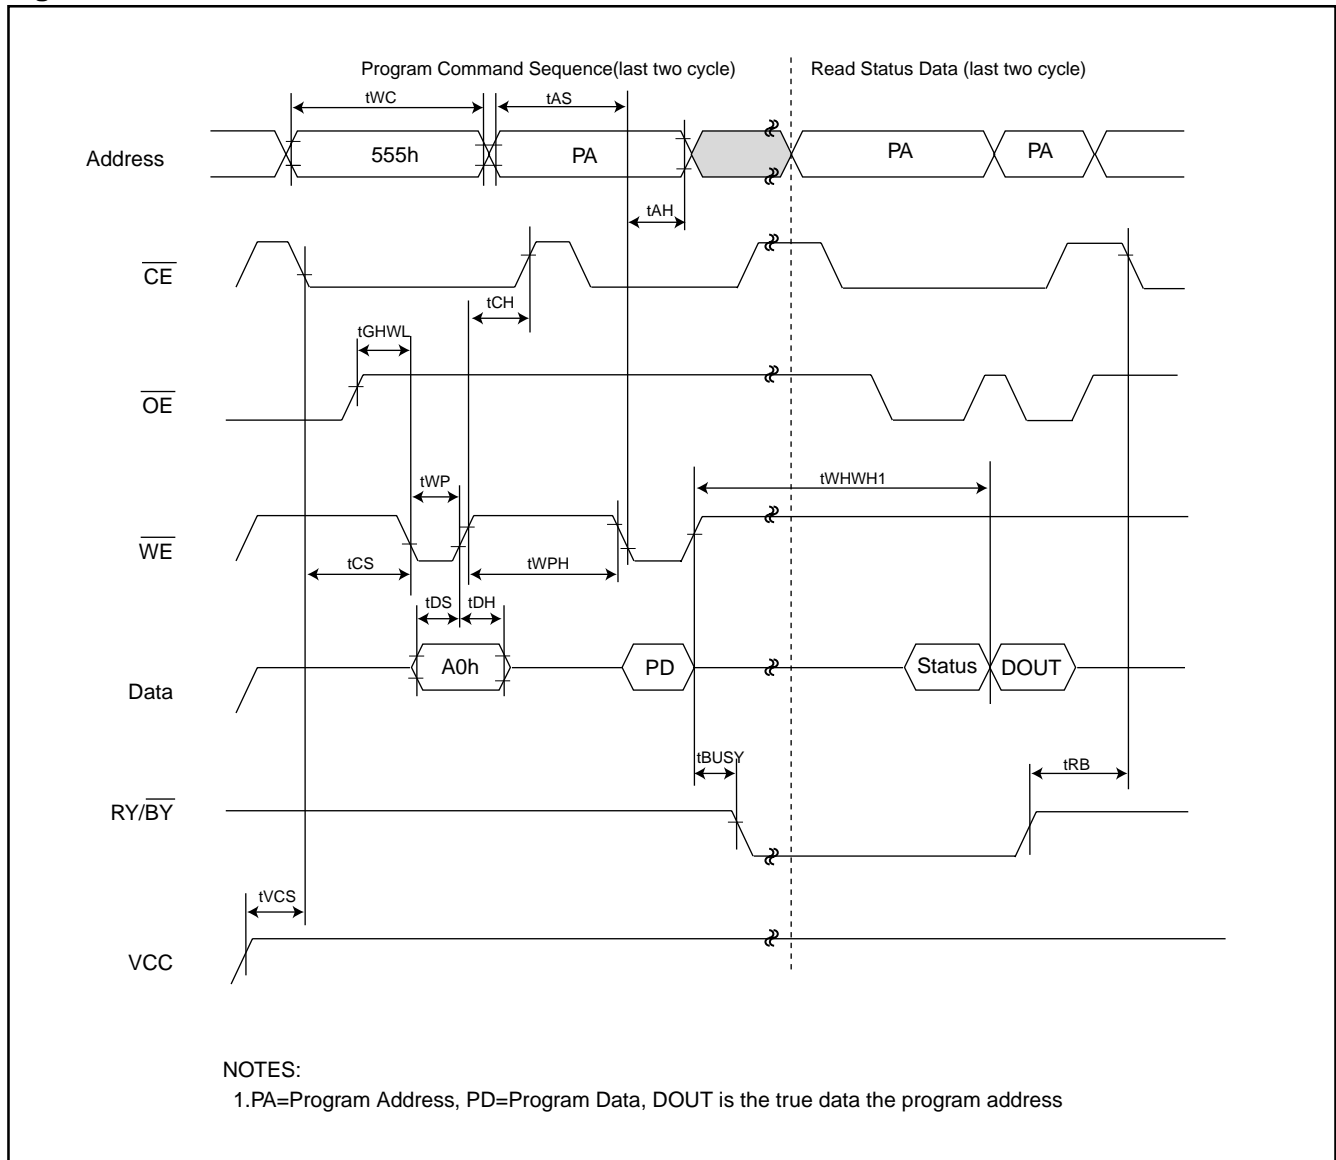 Program Command Sequence(last two cycle)
Read Status Data (last two cycle)
tWC
tAS
Address
555h
PA
PA
PA
tAH
CE
tCH
tGHWL
OE
tWP
tWHWH1
WE
tCS
tWPH
tDS
tDH
Data
A0h
PD
Status
DOUT
tBUSY
tRB
RY/BY
tVCS
VCC
NOTES:
1.PA=Program Address, PD=Program Data, DOUT is the true data the program address